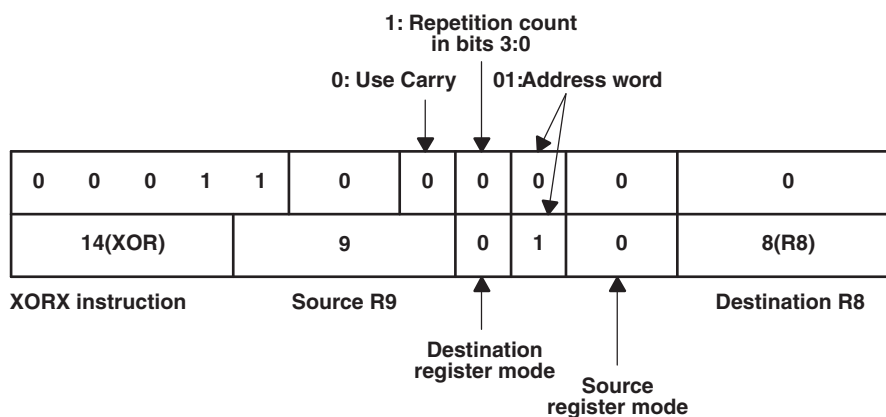 1: Repetition count
in bits 3:0
0: Use Carry
01:Address word
0 0 0 1 1 0 0 0 0 0 0
14(XOR) 9 0 1 0 8(R8)
XORX instruction Source R9 Destination R8
Destination
register mode
Source
register mode